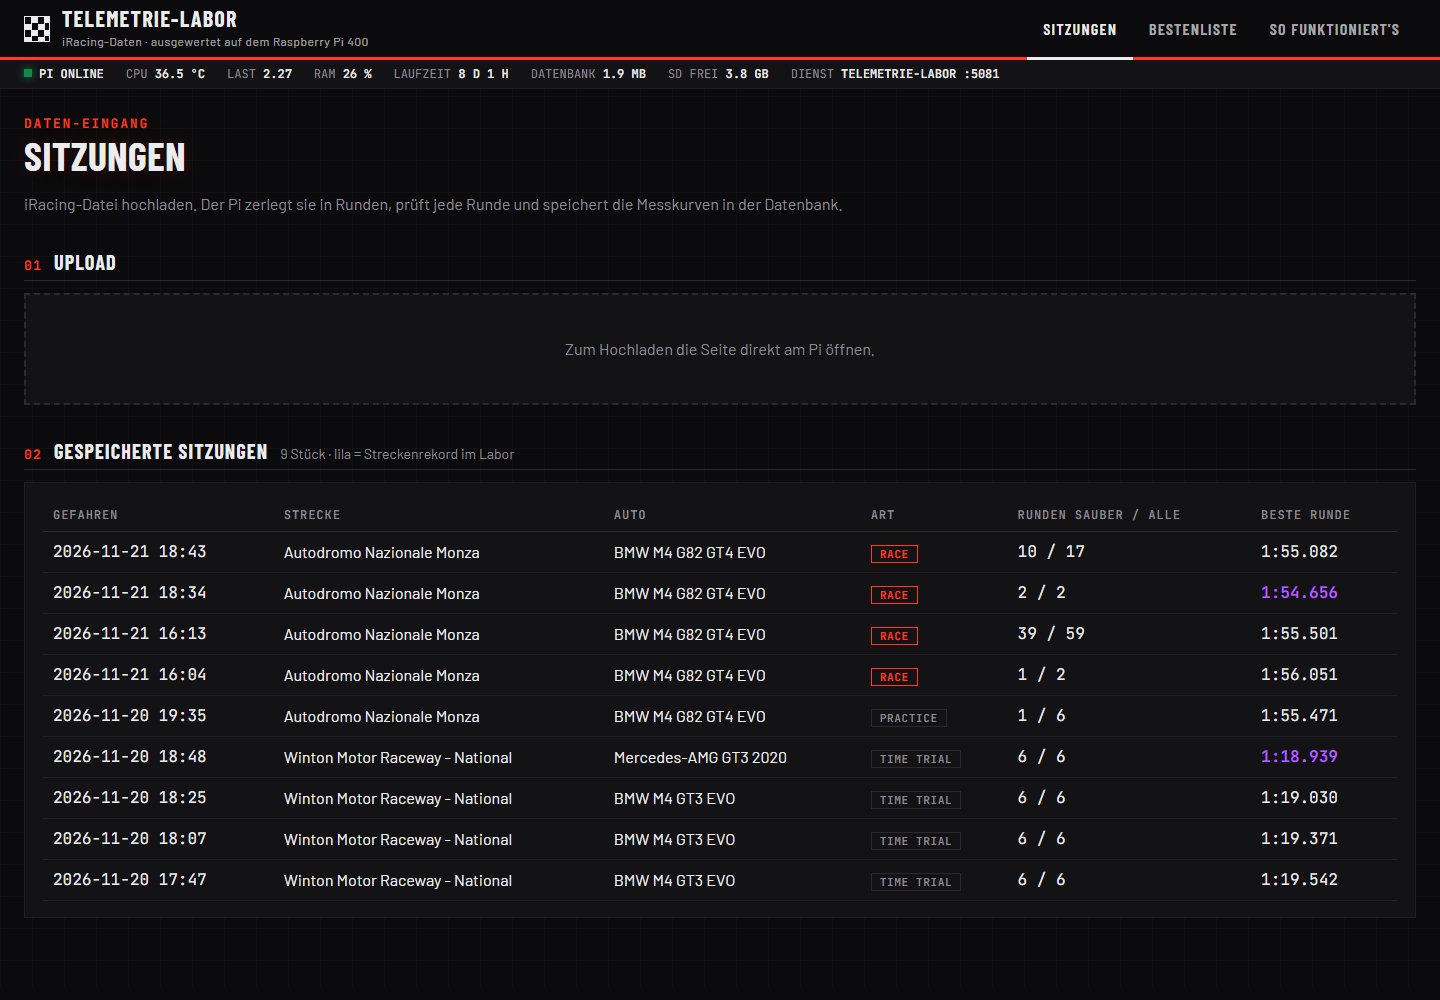 TELEMETRIE-LABOR
iRacing-Daten · ausgewertet auf dem Raspberry Pi 400
SITZUNGEN BESTENLISTE SO FUNKTIONIERT'S
PI ONLINE CPU 36.5 °C LAST 2.27 RAM 26 % LAUFZEIT 8 D 1 H DATENBANK 1.9 MB SD FREI 3.8 GB DIENST TELEMETRIE-LABOR :5081
DATEN-EINGANG
SITZUNGEN
iRacing-Datei hochladen. Der Pi zerlegt sie in Runden, prüft jede Runde und speichert die Messkurven in der Datenbank.
01 UPLOAD
Zum Hochladen die Seite direkt am Pi öffnen.
02 GESPEICHERTE SITZUNGEN 9 Stück · lila = Streckenrekord im Labor
GEFAHREN STRECKE AUTO ART RUNDEN SAUBER / ALLE BESTE RUNDE
2026-11-21 18:43 Autodromo Nazionale Monza BMW M4 G82 GT4 EVO RACE 10 / 17 1:55.082
2026-11-21 18:34 Autodromo Nazionale Monza BMW M4 G82 GT4 EVO RACE 2 / 2 1:54.656
2026-11-21 16:13 Autodromo Nazionale Monza BMW M4 G82 GT4 EVO RACE 39 / 59 1:55.501
2026-11-21 16:04 Autodromo Nazionale Monza BMW M4 G82 GT4 EVO RACE 1 / 2 1:56.051
2026-11-20 19:35 Autodromo Nazionale Monza BMW M4 G82 GT4 EVO PRACTICE 1 / 6 1:55.471
2026-11-20 18:48 Winton Motor Raceway - National Mercedes-AMG GT3 2020 TIME TRIAL 6 / 6 1:18.939
2026-11-20 18:25 Winton Motor Raceway - National BMW M4 GT3 EVO TIME TRIAL 6 / 6 1:19.030
2026-11-20 18:07 Winton Motor Raceway - National BMW M4 GT3 EVO TIME TRIAL 6 / 6 1:19.371
2026-11-20 17:47 Winton Motor Raceway - National BMW M4 GT3 EVO TIME TRIAL 6 / 6 1:19.542